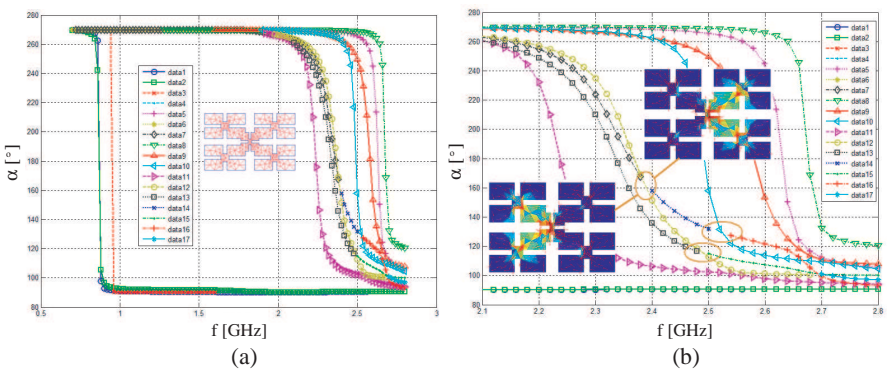 280
260
240
220
200
180
160
140
120
100
80
α [°]
0.5 1 1.5 2 2.5 3
f [GHz]
data1
data2
data3
data4
data5
data6
data7
data8
data9
data10
data11
data12
data13
data14
data15
data16
data17
(a)
280
260
240
220
200
180
160
140
120
100
80
α [°]
2.1 2.2 2.3 2.4 2.5 2.6 2.7 2.8
f [GHz]
data1
data2
data3
data4
data5
data6
data7
data8
data9
data10
data11
data12
data13
data14
data15
data16
data17
(b)